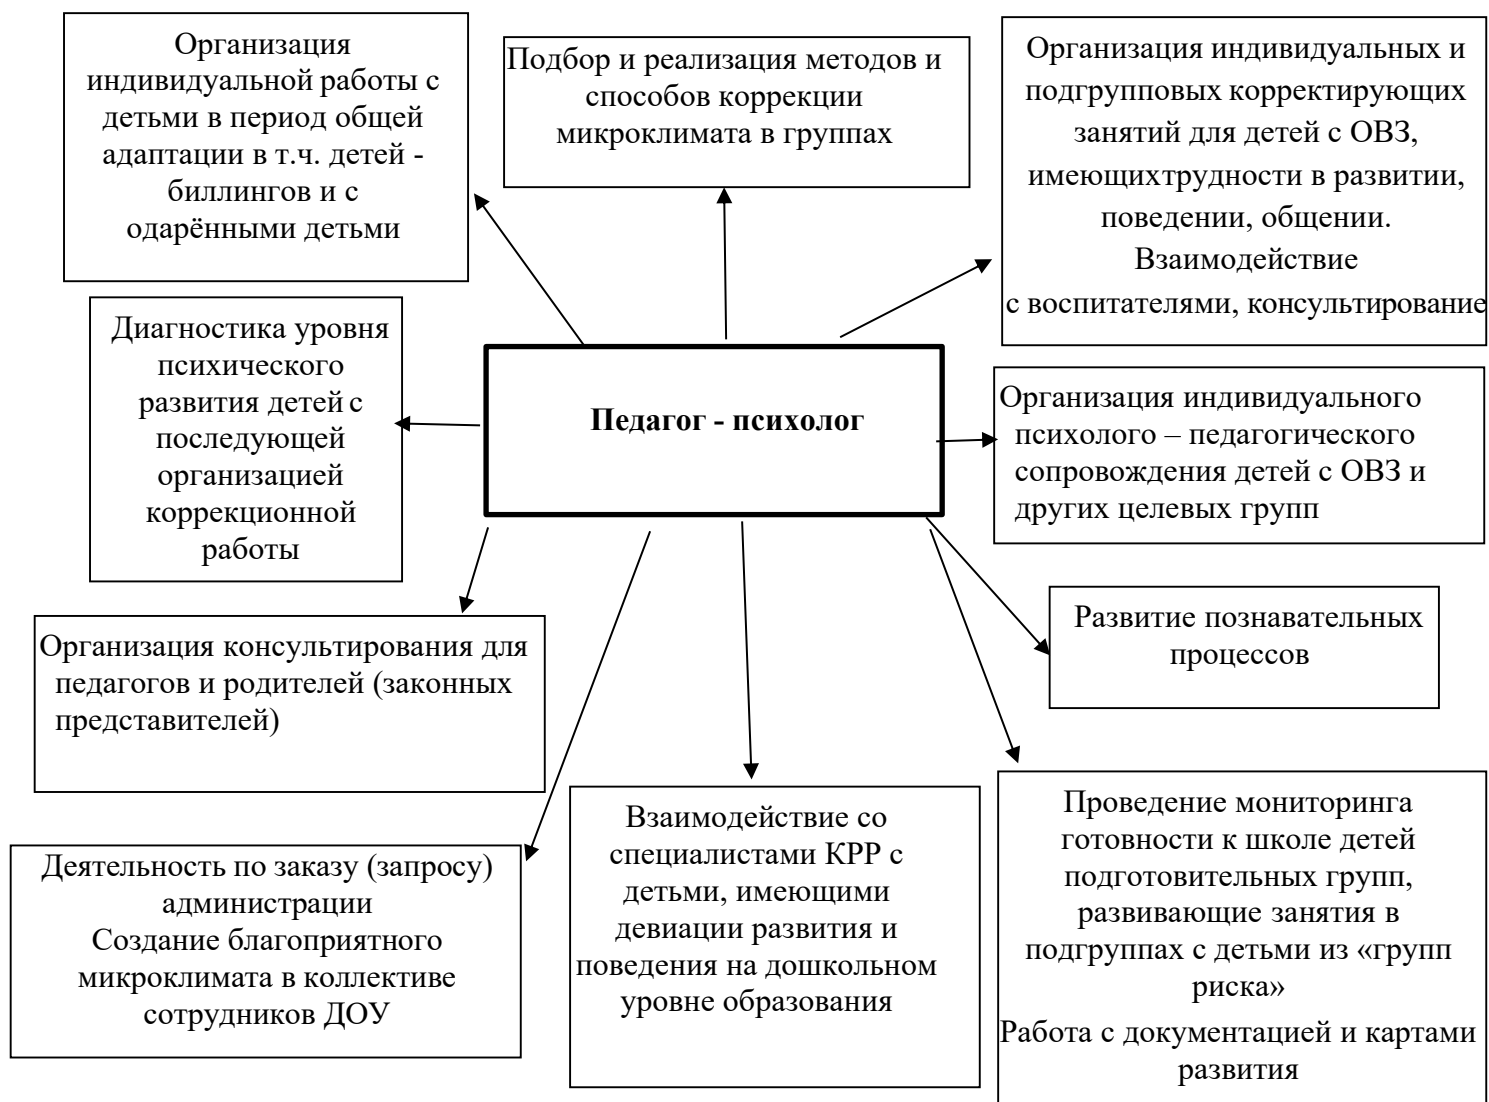 Организация
индивидуальной работы с
детьми в период общей
адаптации в т.ч. детей -
биллингов и с
одарёнными детьми
Подбор и реализация методов и
способов коррекции
микроклимата в группах
Организация индивидуальных и
подгрупповых корректирующих
занятий для детей с ОВЗ,
имеющихтрудности в развитии,
поведении, общении.
Взаимодействие
с воспитателями, консультирование
Диагностика уровня
психического
развития детей с
последующей
организацией
коррекционной
работы
Педагог - психолог
Организация индивидуального
психолого – педагогического
сопровождения детей с ОВЗ и
других целевых групп
Организация консультирования для
педагогов и родителей (законных
представителей)
Развитие познавательных
процессов
Деятельность по заказу (запросу)
администрации
Создание благоприятного
микроклимата в коллективе
сотрудников ДОУ
Взаимодействие со
специалистами КРР с
детьми, имеющими
девиации развития и
поведения на дошкольном
уровне образования
Проведение мониторинга
готовности к школе детей
подготовительных групп,
развивающие занятия в
подгруппах с детьми из «групп
риска»
Работа с документацией и картами
развития